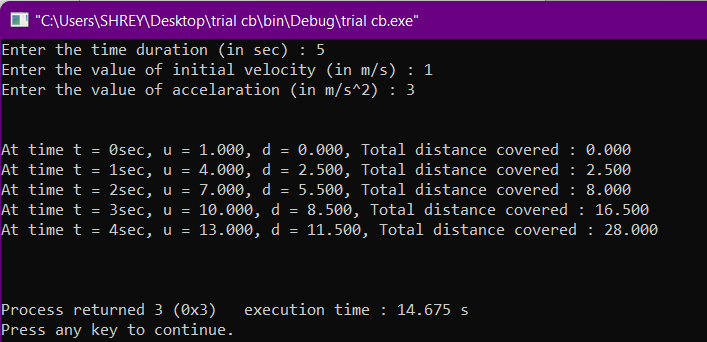 "C:\Users\SHREY\Desktop\trial cb\bin\Debug\trial cb.exe"
Enter the time duration (in sec) : 5
Enter the value of initial velocity (in m/s) : 1
Enter the value of accelaration (in m/s^2) : 3
At time t = 0sec, u = 1.000, d = 0.000, Total distance covered : 0.000
At time t = 1sec, u = 4.000, d = 2.500, Total distance covered : 2.500
At time t = 2sec, u = 7.000, d = 5.500, Total distance covered : 8.000
At time t = 3sec, u = 10.000, d = 8.500, Total distance covered : 16.500
At time t = 4sec, u = 13.000, d = 11.500, Total distance covered : 28.000
Process returned 3 (0x3)   execution time : 14.675 s
Press any key to continue.